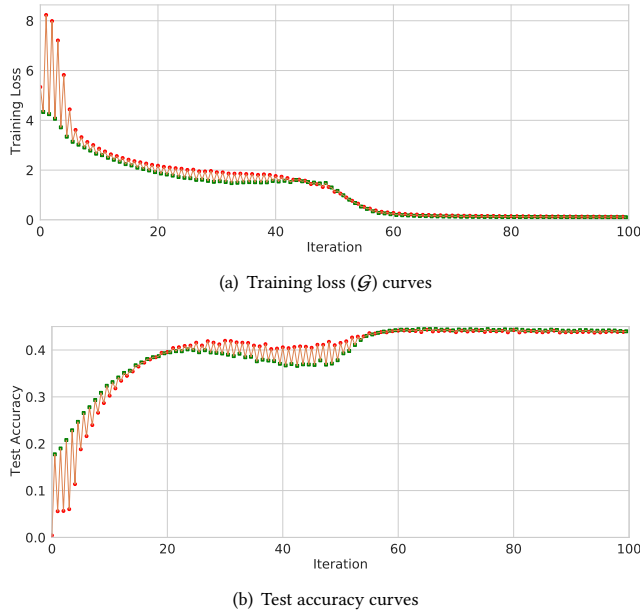 8
6
4
2
0
Training Loss
0 20 40 60 80 100
Iteration
(a) Training loss (𝒢) curves
0.4
0.3
0.2
0.1
0.0
Test Accuracy
0 20 40 60 80 100
Iteration
(b) Test accuracy curves